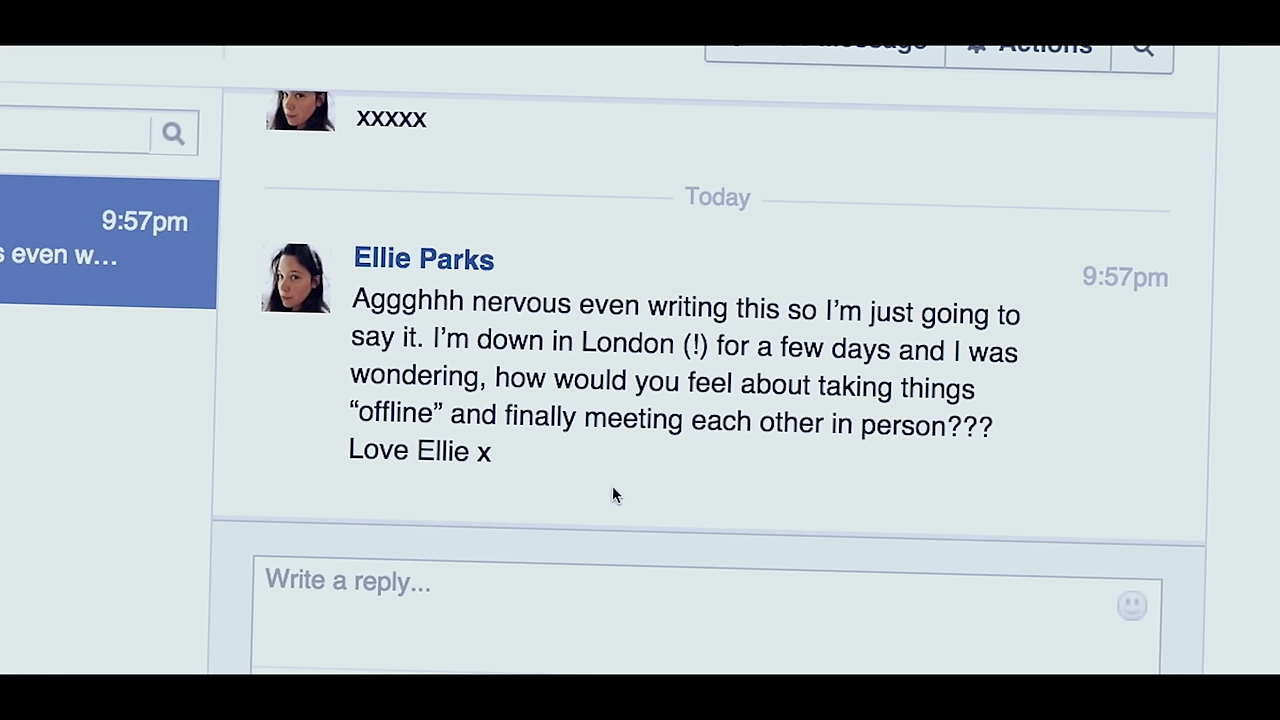 Message
Actions
xxxxx
Today
9:57pm
s even w...
Ellie Parks
9:57pm
Aggghhh nervous even writing this so I’m just going to
say it. I’m down in London (!) for a few days and I was
wondering, how would you feel about taking things
“offline” and finally meeting each other in person???
Love Ellie x
Write a reply...